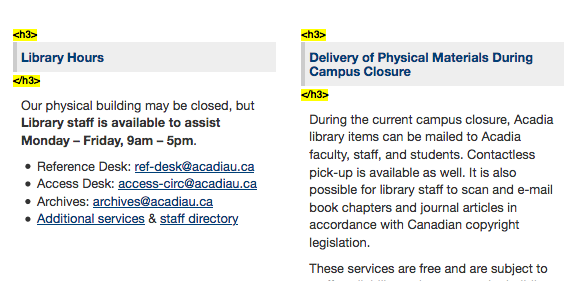 <h3>
Library Hours
</h3>
Our physical building may be closed, but
Library staff is available to assist
Monday – Friday, 9am – 5pm.
• Reference Desk: ref-desk@acadiau.ca
• Access Desk: access-circ@acadiau.ca
• Archives: archives@acadiau.ca
• Additional services & staff directory
<h3>
Delivery of Physical Materials During
Campus Closure
</h3>
During the current campus closure, Acadia
library items can be mailed to Acadia
faculty, staff, and students. Contactless
pick-up is available as well. It is also
possible for library staff to scan and e-mail
book chapters and journal articles in
accordance with Canadian copyright
legislation.
These services are free and are subject to